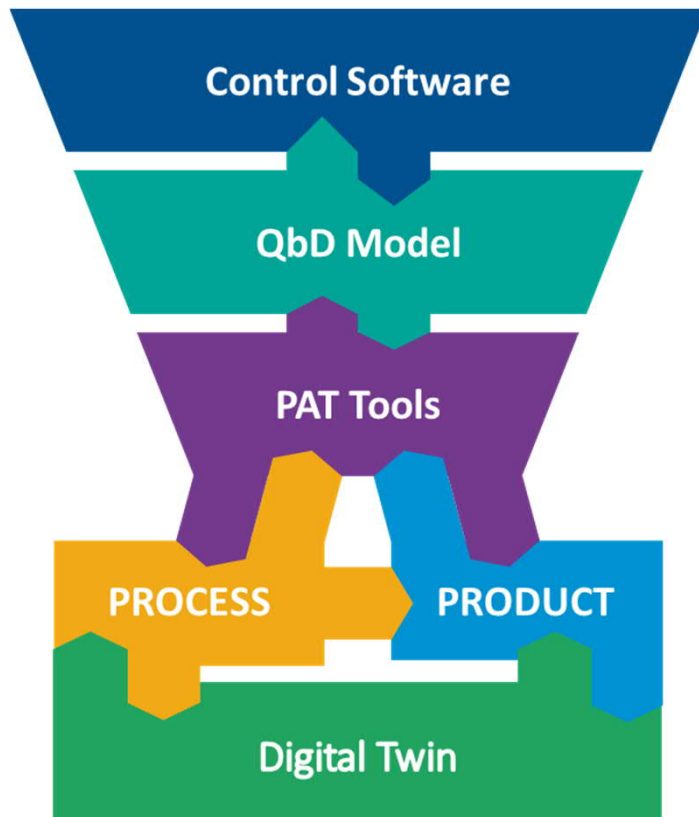 Control Software
QbD Model
PAT Tools
PROCESS
PRODUCT
Digital Twin